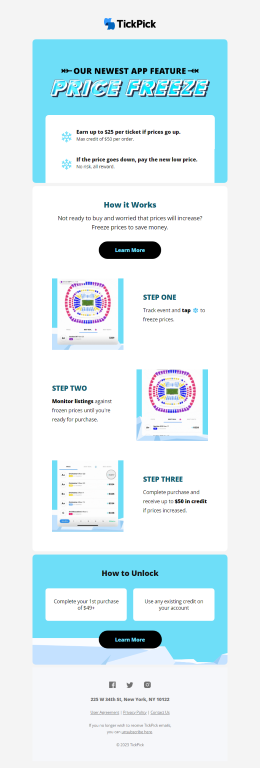 TickPick
OUR NEWEST APP FEATURE
PRICE FREEZE
Earn up to $25 per ticket if prices go up.
Max credit of $50 per order.
If the price goes down, pay the new low price.
No risk, all reward.
How it Works
Not ready to buy and worried that prices will increase?
Freeze prices to save money.
Learn More
STEP ONE
Track event and tap to
freeze prices.
STEP TWO
Monitor listings against
frozen prices until you're
ready for purchase.
STEP THREE
Complete purchase and
receive up to $50 in credit
if prices increased.
How to Unlock
Complete your 1st purchase
of $49+
Use any existing credit on
your account
Learn More
225 W 34th St, New York, NY 10122
User Agreement | Privacy Policy | Contact Us
If you no longer wish to receive TickPick emails,
you can unsubscribe here.
© 2023 TickPick